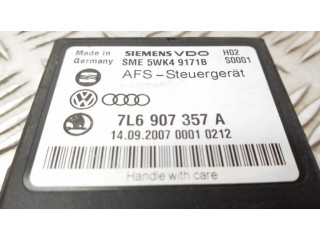 Made in SIEMENS VDO H02
Germany SME 5WK4 9171B S0001
AFS-Steuergerät
7L6 907 357 A
14.09.2007 0001 0212
Handle with care